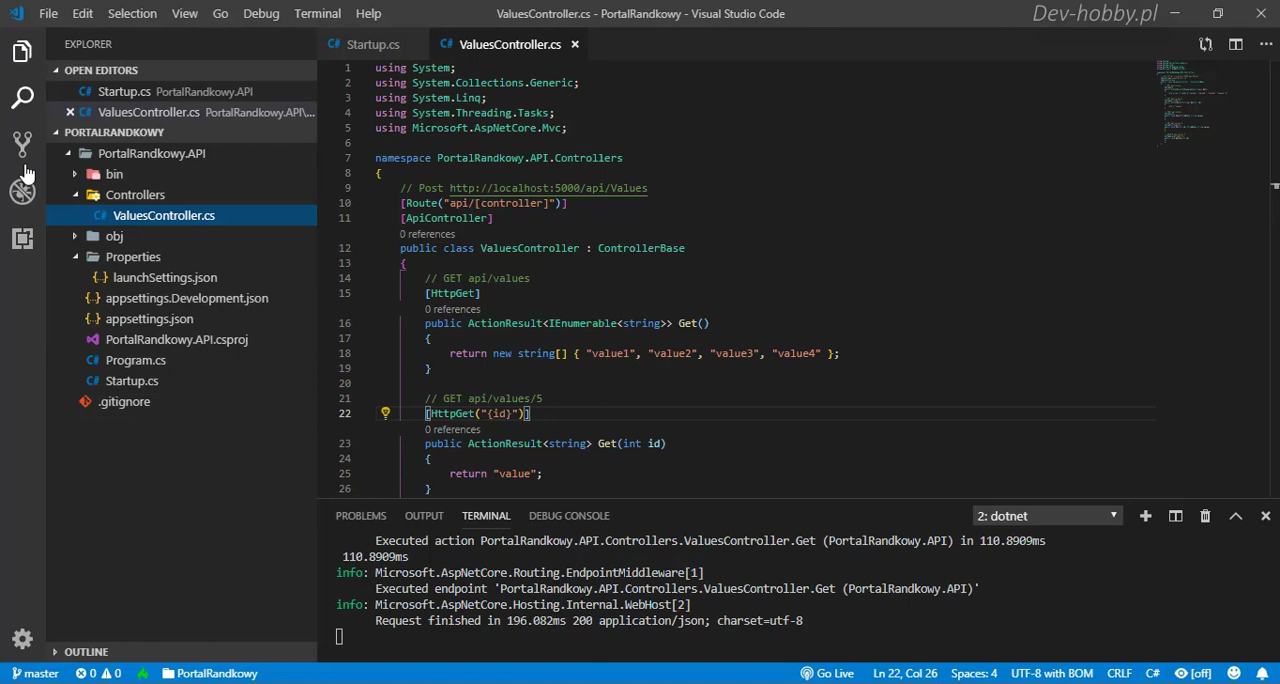 File Edit Selection View Go Debug Terminal Help
ValuesController.cs - PortalRandkowy - Visual Studio Code
Dev-hobby.pl
EXPLORER
OPEN EDITORS
Startup.cs PortalRandkowy.API
ValuesController.cs PortalRandkowy.API\...
PORTALRANDKOWY
PortalRandkowy.API
bin
Controllers
ValuesController.cs
obj
Properties
launchSettings.json
appsettings.Development.json
appsettings.json
PortalRandkowy.API.csproj
Program.cs
Startup.cs
.gitignore
OUTLINE
Startup.cs ValuesController.cs
1 using System;
2 using System.Collections.Generic;
3 using System.Linq;
4 using System.Threading.Tasks;
5 using Microsoft.AspNetCore.Mvc;
6
7 namespace PortalRandkowy.API.Controllers
8 {
9 // Post http://localhost:5000/api/Values
10 [Route("api/[controller]")]
11 [ApiController]
0 references
12 public class ValuesController : ControllerBase
13 {
14 // GET api/values
15 [HttpGet]
0 references
16 public ActionResult<IEnumerable<string>> Get()
17 {
18 return new string[] { "value1", "value2", "value3", "value4" };
19 }
20
21 // GET api/values/5
22 [HttpGet("{id}")]
0 references
23 public ActionResult<string> Get(int id)
24 {
25 return "value";
26 }
PROBLEMS OUTPUT TERMINAL DEBUG CONSOLE
2: dotnet
Executed action PortalRandkowy.API.Controllers.ValuesController.Get (PortalRandkowy.API) in 110.8909ms
110.8909ms
info: Microsoft.AspNetCore.Routing.EndpointMiddleware[1]
Executed endpoint 'PortalRandkowy.API.Controllers.ValuesController.Get (PortalRandkowy.API)'
info: Microsoft.AspNetCore.Hosting.Internal.WebHost[2]
Request finished in 196.082ms 200 application/json; charset=utf-8
master 0 0 PortalRandkowy
Go Live Ln 22, Col 26 Spaces: 4 UTF-8 with BOM CRLF C# [off]